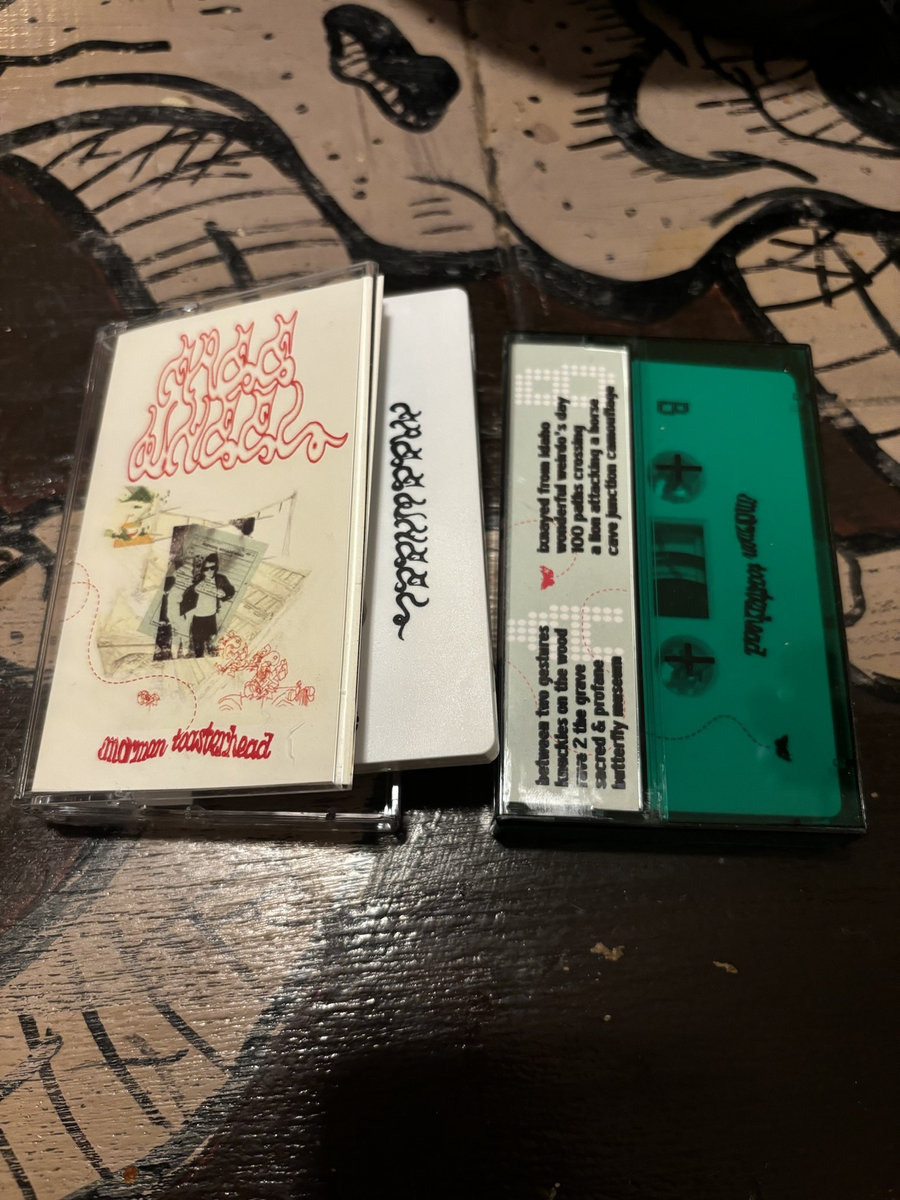 mormon toasterhead
buoyed from idaho
wonderful weirdo's day
100 paths crossing
a lion attacking a horse
cave junction camouflage
between two gestures
knuckles on the wood
rave 2 the grave
sacred & profane
butterfly museum
B
mormon toasterhead